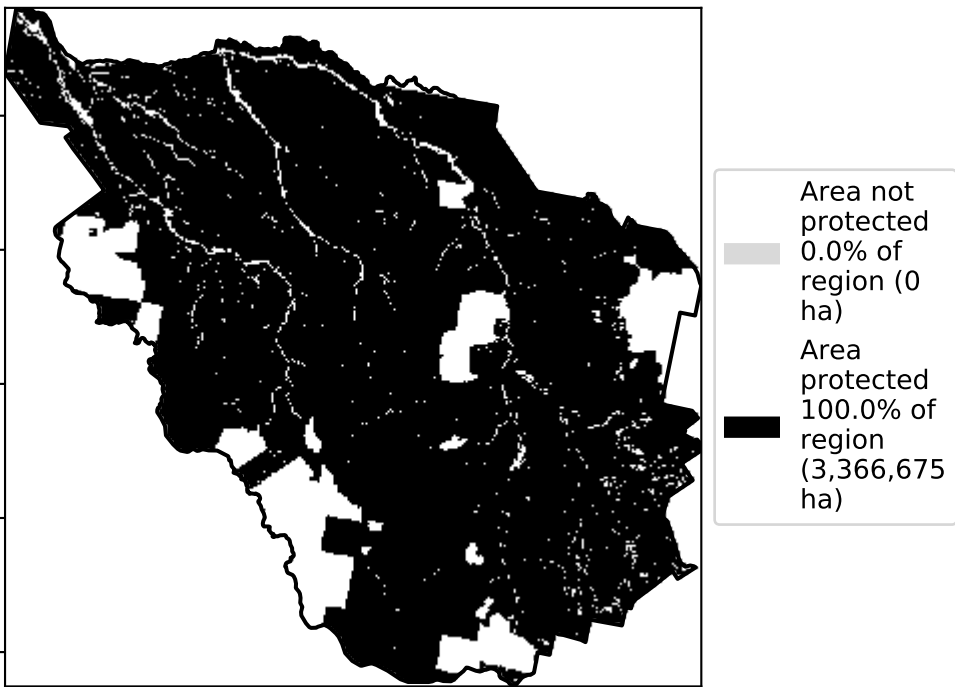 Area not
protected
0.0% of
region (0
ha)
Area
protected
100.0% of
region
(3,366,675
ha)